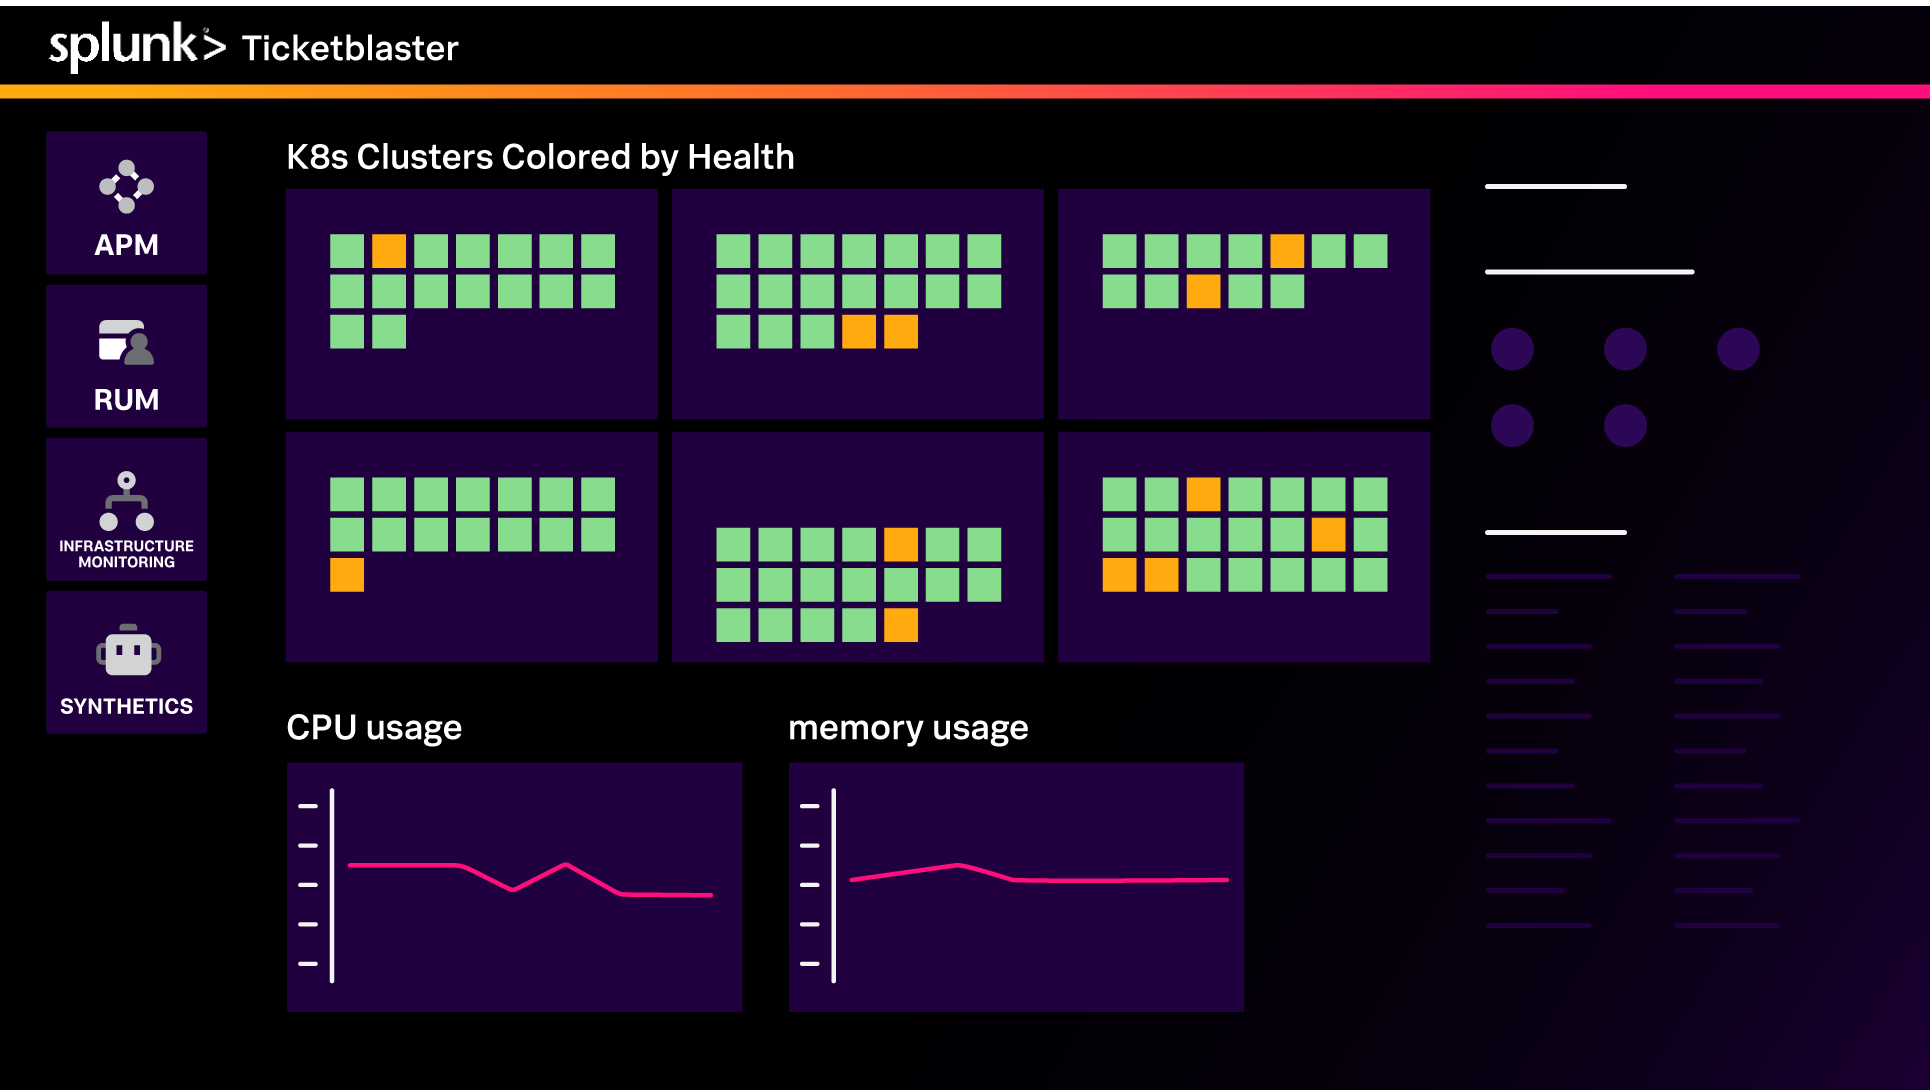 splunk> Ticketblaster
APM
RUM
INFRASTRUCTURE
MONITORING
SYNTHETICS
K8s Clusters Colored by Health
CPU usage
memory usage